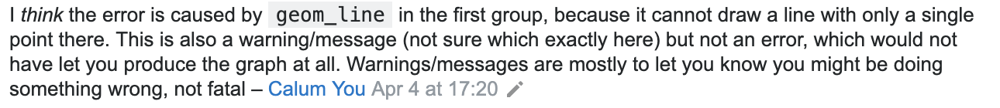 I think the error is caused by geom_line in the first group, because it cannot draw a line with only a single
point there. This is also a warning/message (not sure which exactly here) but not an error, which would not
have let you produce the graph at all. Warnings/messages are mostly to let you know you might be doing
something wrong, not fatal – Calum You Apr 4 at 17:20